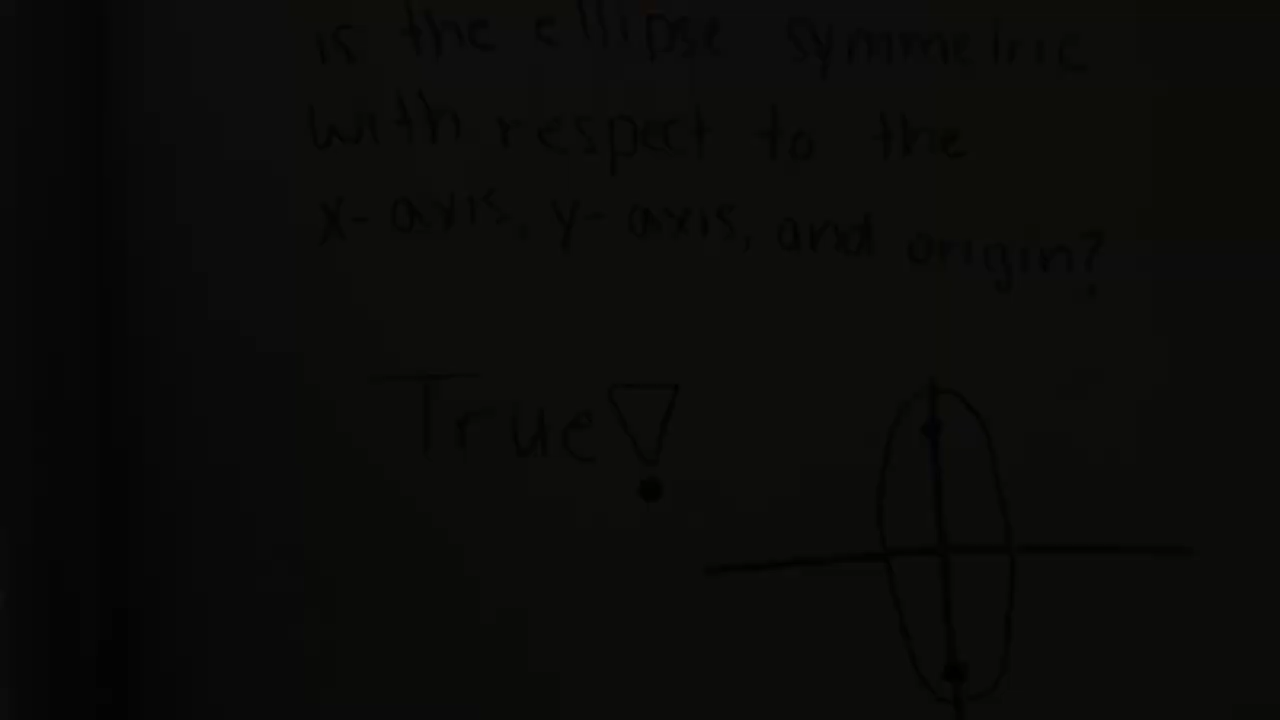 is the ellipse symmetric
with respect to the
x-axis, y-axis, and origin?
True!